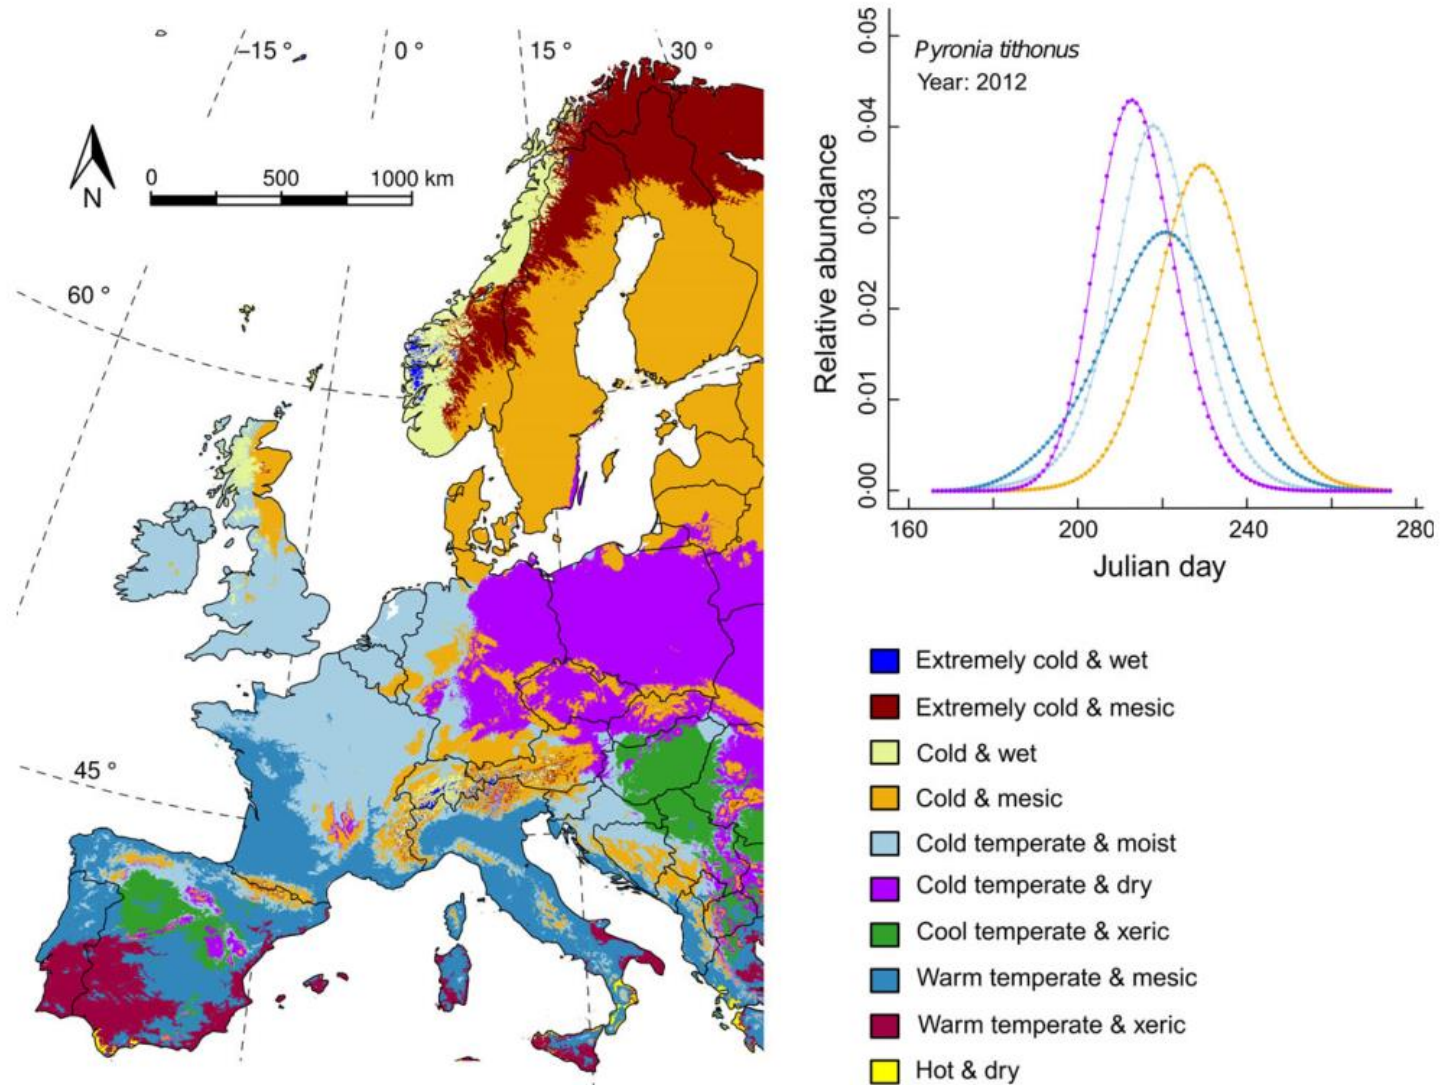 −15 °
0 °
15 °
30 °
N
0
500
1000 km
60 °
45 °
Pyronia tithonus
Year: 2012
Relative abundance
0·05
0·04
0·03
0·02
0·01
0·00
160
200
240
280
Julian day
Extremely cold & wet
Extremely cold & mesic
Cold & wet
Cold & mesic
Cold temperate & moist
Cold temperate & dry
Cool temperate & xeric
Warm temperate & mesic
Warm temperate & xeric
Hot & dry